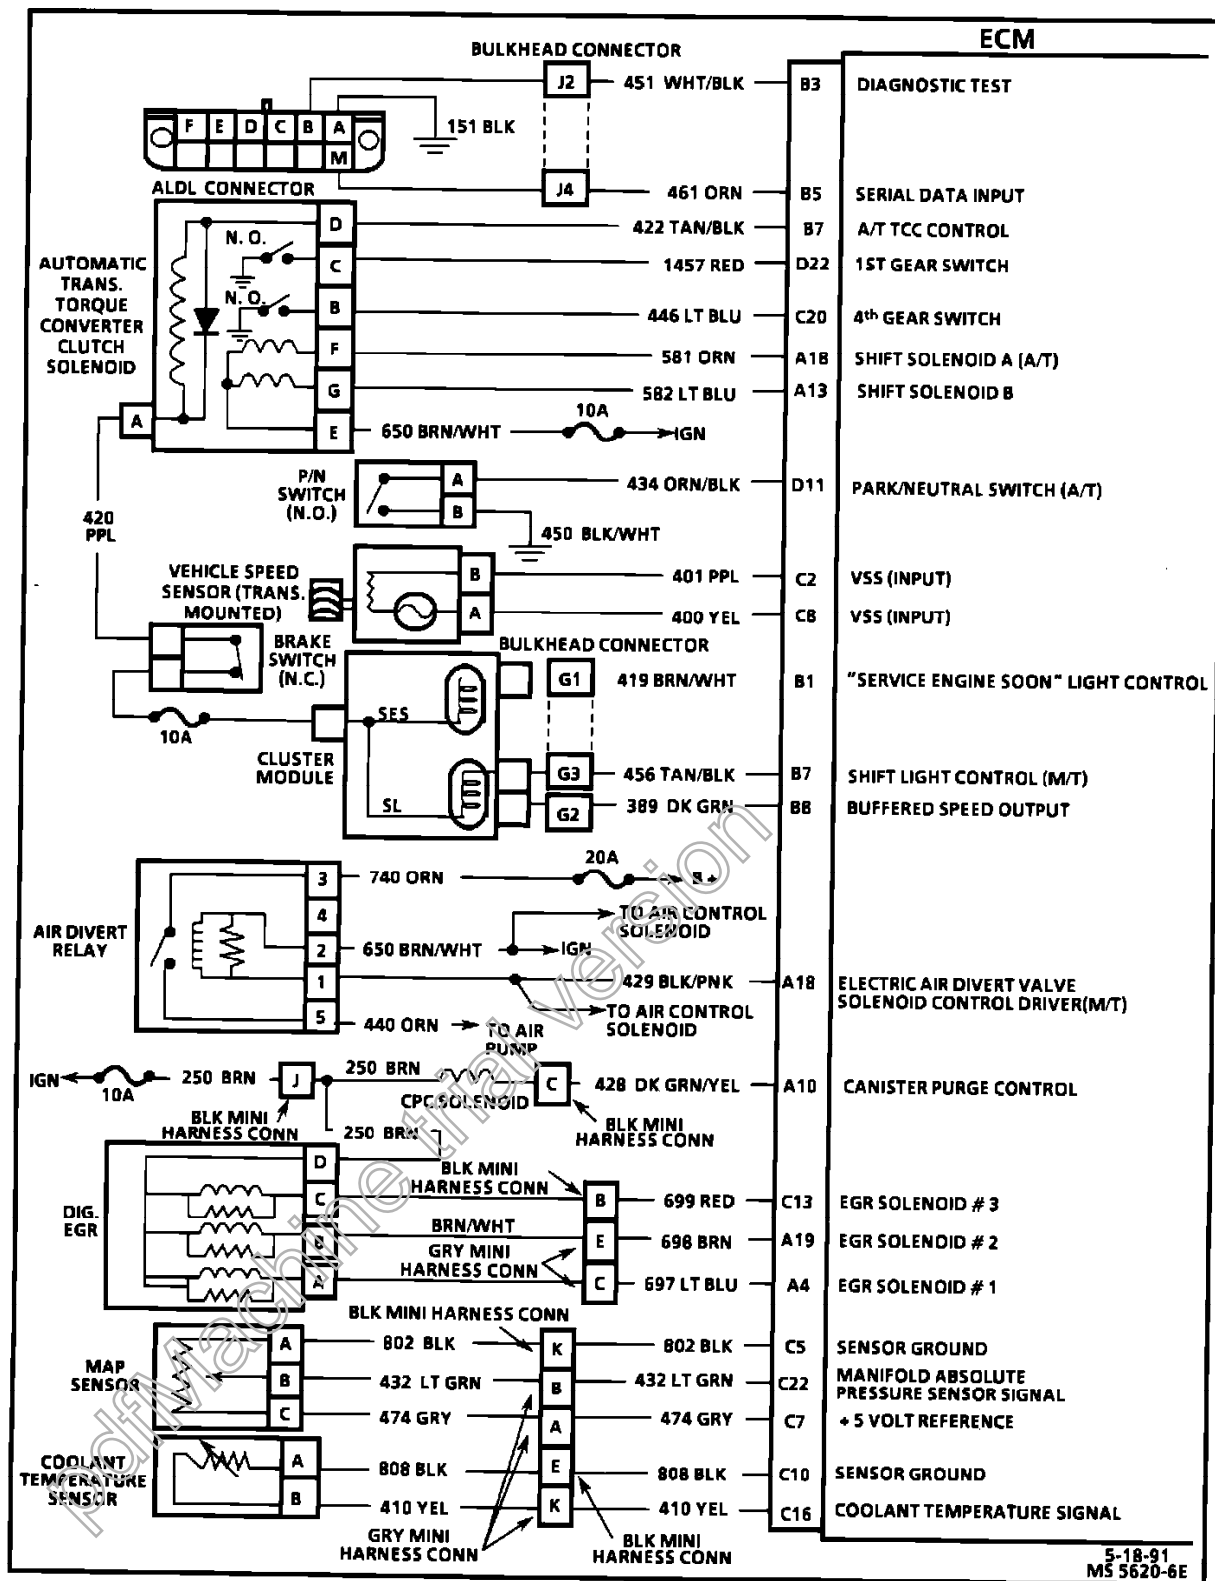 ECM
BULKHEAD CONNECTOR
J2 451 WHT/BLK B3 DIAGNOSTIC TEST
F E D C B A
151 BLK
M
ALDL CONNECTOR
J4 461 ORN B5 SERIAL DATA INPUT
D 422 TAN/BLK B7 A/T TCC CONTROL
N. O.
C 1457 RED D22 1ST GEAR SWITCH
AUTOMATIC
TRANS.
TORQUE
CONVERTER
CLUTCH
SOLENOID
N. O.
B 446 LT BLU C20 4th GEAR SWITCH
F 581 ORN A18 SHIFT SOLENOID A (A/T)
G 582 LT BLU A13 SHIFT SOLENOID B
A
E 650 BRN/WHT 10A IGN
P/N
SWITCH
(N.O.)
A 434 ORN/BLK D11 PARK/NEUTRAL SWITCH (A/T)
B 450 BLK/WHT
420
PPL
VEHICLE SPEED
SENSOR (TRANS.
MOUNTED)
B 401 PPL C2 VSS (INPUT)
A 400 YEL C8 VSS (INPUT)
BRAKE
SWITCH
(N.C.)
BULKHEAD CONNECTOR
G1 419 BRN/WHT B1 "SERVICE ENGINE SOON" LIGHT CONTROL
10A
SES
CLUSTER
MODULE
G3 456 TAN/BLK B7 SHIFT LIGHT CONTROL (M/T)
SL
G2 389 DK GRN B8 BUFFERED SPEED OUTPUT
AIR DIVERT
RELAY
3 740 ORN 20A B +
4
TO AIR CONTROL
SOLENOID
2 650 BRN/WHT IGN
1 429 BLK/PNK A18 ELECTRIC AIR DIVERT VALVE
SOLENOID CONTROL DRIVER(M/T)
TO AIR CONTROL
SOLENOID
5 440 ORN TO AIR
PUMP
IGN 10A 250 BRN J 250 BRN
CPC SOLENOID
C 428 DK GRN/YEL A10 CANISTER PURGE CONTROL
BLK MINI
HARNESS CONN
BLK MINI
HARNESS CONN
250 BRN
DIG.
EGR
D
BLK MINI
HARNESS CONN
C B 699 RED C13 EGR SOLENOID # 3
BRN/WHT
B E 698 BRN A19 EGR SOLENOID # 2
GRY MINI
HARNESS CONN
A C 697 LT BLU A4 EGR SOLENOID # 1
BLK MINI HARNESS CONN
MAP
SENSOR
A 802 BLK K 802 BLK C5 SENSOR GROUND
B 432 LT GRN B 432 LT GRN C22 MANIFOLD ABSOLUTE
PRESSURE SENSOR SIGNAL
C 474 GRY A 474 GRY C7 + 5 VOLT REFERENCE
COOLANT
TEMPERATURE
SENSOR
A 808 BLK E 808 BLK C10 SENSOR GROUND
B 410 YEL K 410 YEL C16 COOLANT TEMPERATURE SIGNAL
GRY MINI
HARNESS CONN
BLK MINI
HARNESS CONN
5-18-91
MS 5620-6E
pdfMachine trial version